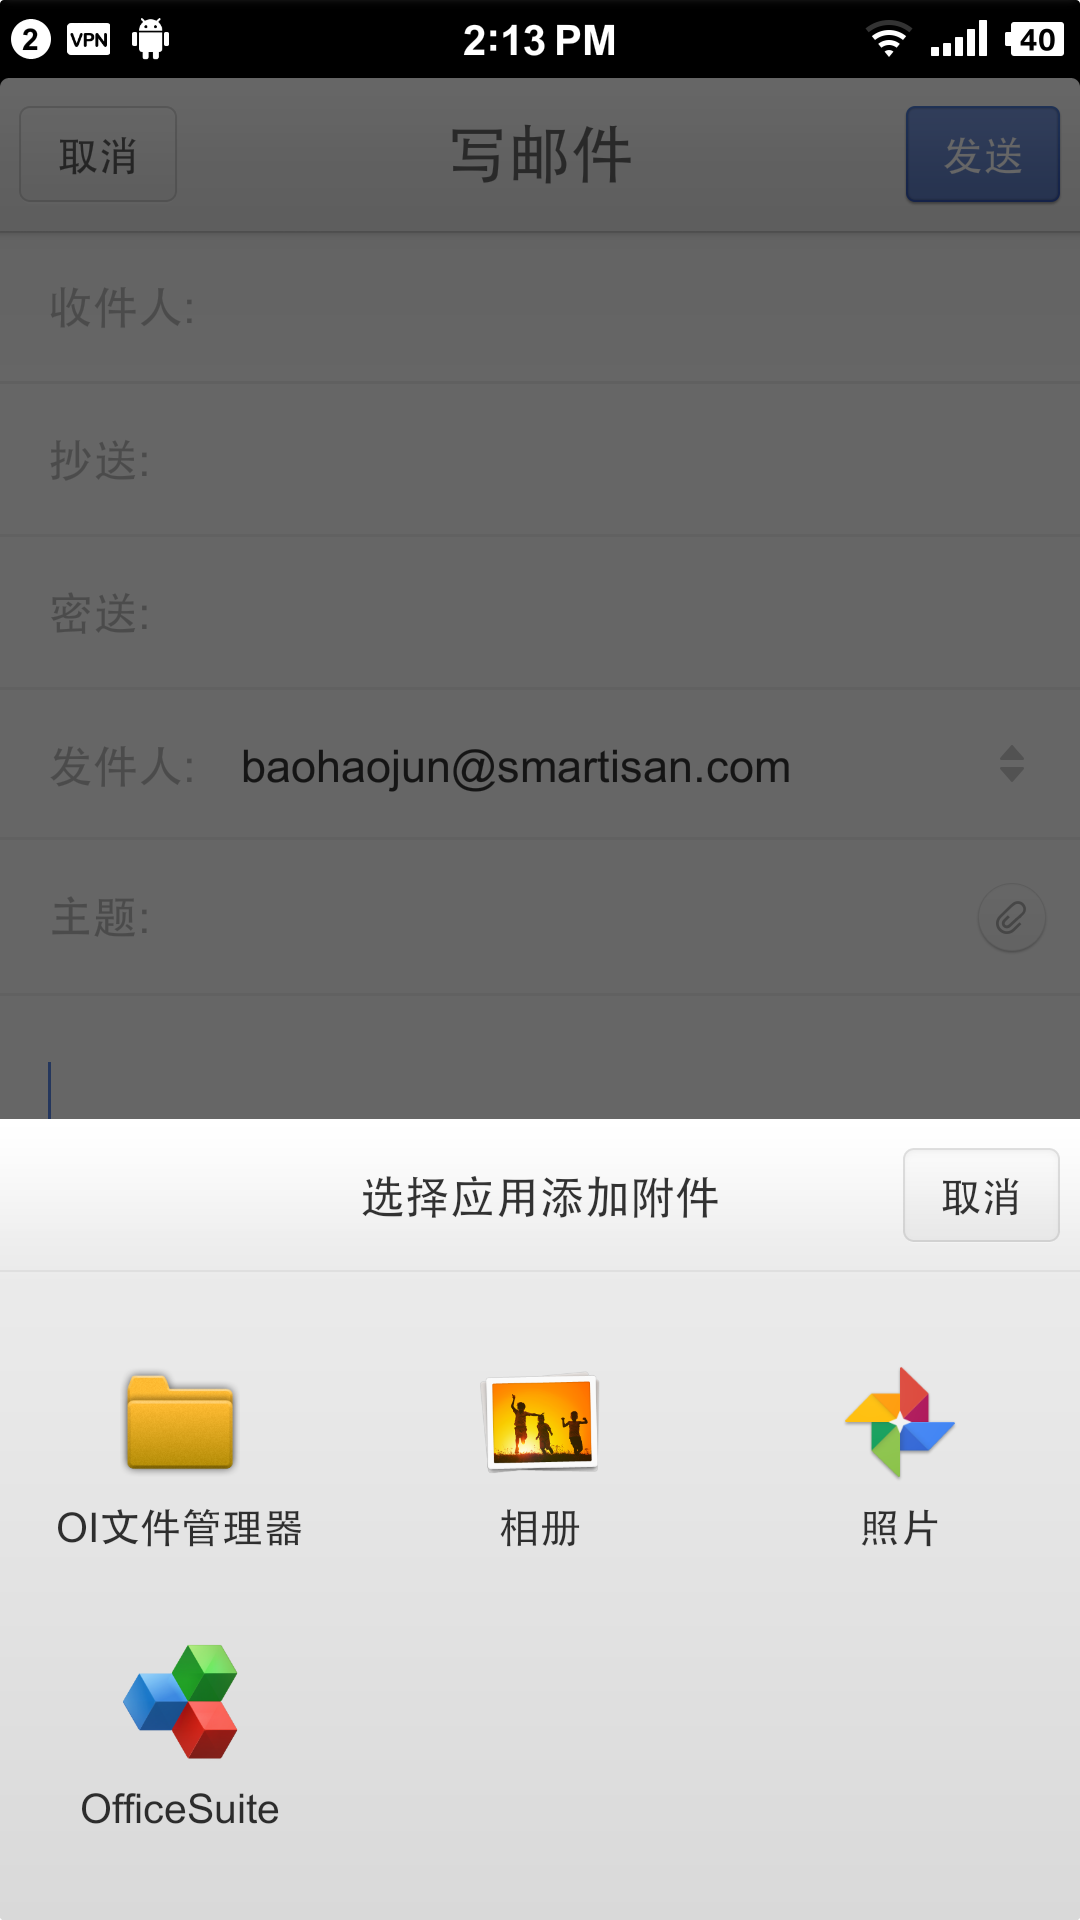 2 VPN 2:13 PM 40
取消 写邮件 发送
收件人:
抄送:
密送:
发件人: baohaojun@smartisan.com
主题:
选择应用添加附件 取消
OI文件管理器 相册 照片
OfficeSuite